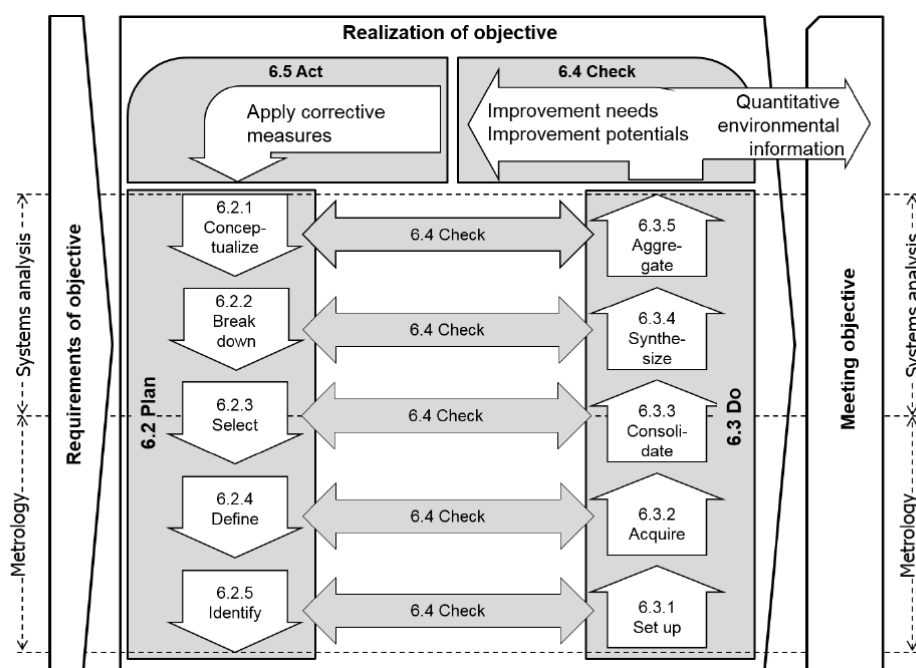 Realization of objective
6.5 Act
6.4 Check
Apply corrective
measures
Improvement needs
Improvement potentials
Quantitative
environmental
information
Systems analysis
Metrology
Requirements of objective
6.2 Plan
6.2.1
Concep-
tualize
6.4 Check
6.3.5
Aggre-
gate
6.2.2
Break
down
6.4 Check
6.3.4
Synthe-
size
6.2.3
Select
6.4 Check
6.3.3
Consoli-
date
6.2.4
Define
6.4 Check
6.3.2
Acquire
6.2.5
Identify
6.4 Check
6.3.1
Set up
6.3 Do
Meeting objective
Systems analysis
Metrology